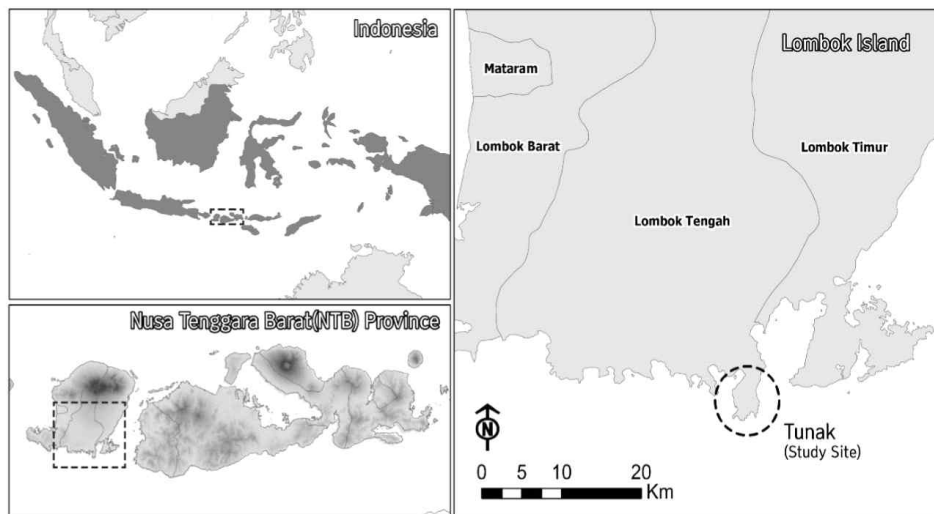 Indonesia
Nusa Tenggara Barat(NTB) Province
Lombok Island
Mataram
Lombok Barat
Lombok Timur
Lombok Tengah
N
Tunak
(Study Site)
0 5 10 20
Km